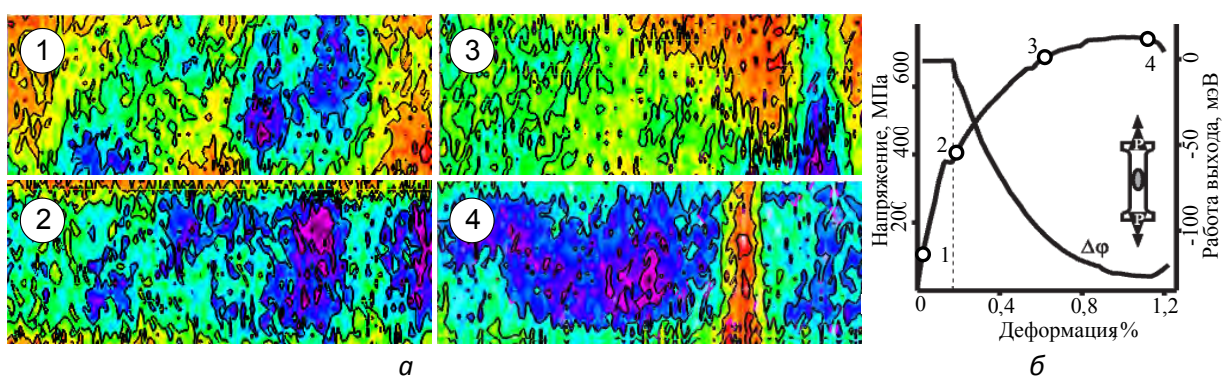 1
3
2
4
а
Напряжение, МПа
600
400
200
1
2
3
4
Δφ
P
P
0
-50
-100
Работа выхода, мэВ
0
0,4
0,8
1,2
Деформация,%
б